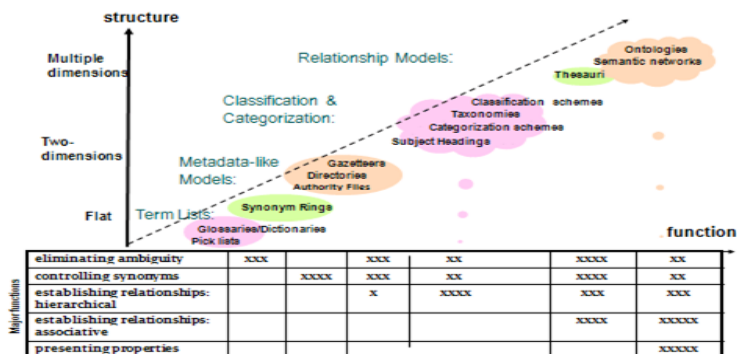 structure
Multiple
dimensions
Two-
dimensions
Flat
Relationship Models:
Ontologies
Semantic networks
Thesauri
Classification &
Categorization:
Classification schemes
Taxonomies
Categorization schemes
Subject Headings
Metadata-like
Models:
Gazetteers
Directories
Authority Files
Term Lists:
Synonym Rings
Glossaries/Dictionaries
Pick lists
function
Major functions
eliminating ambiguity xxx xxx xx xxxx xx
controlling synonyms xxxx xxx xx xxxx xx
establishing relationships: x xxxx xxx xxx
hierarchical
establishing relationships: xxxx xxxxx
associative
presenting properties xxxxx